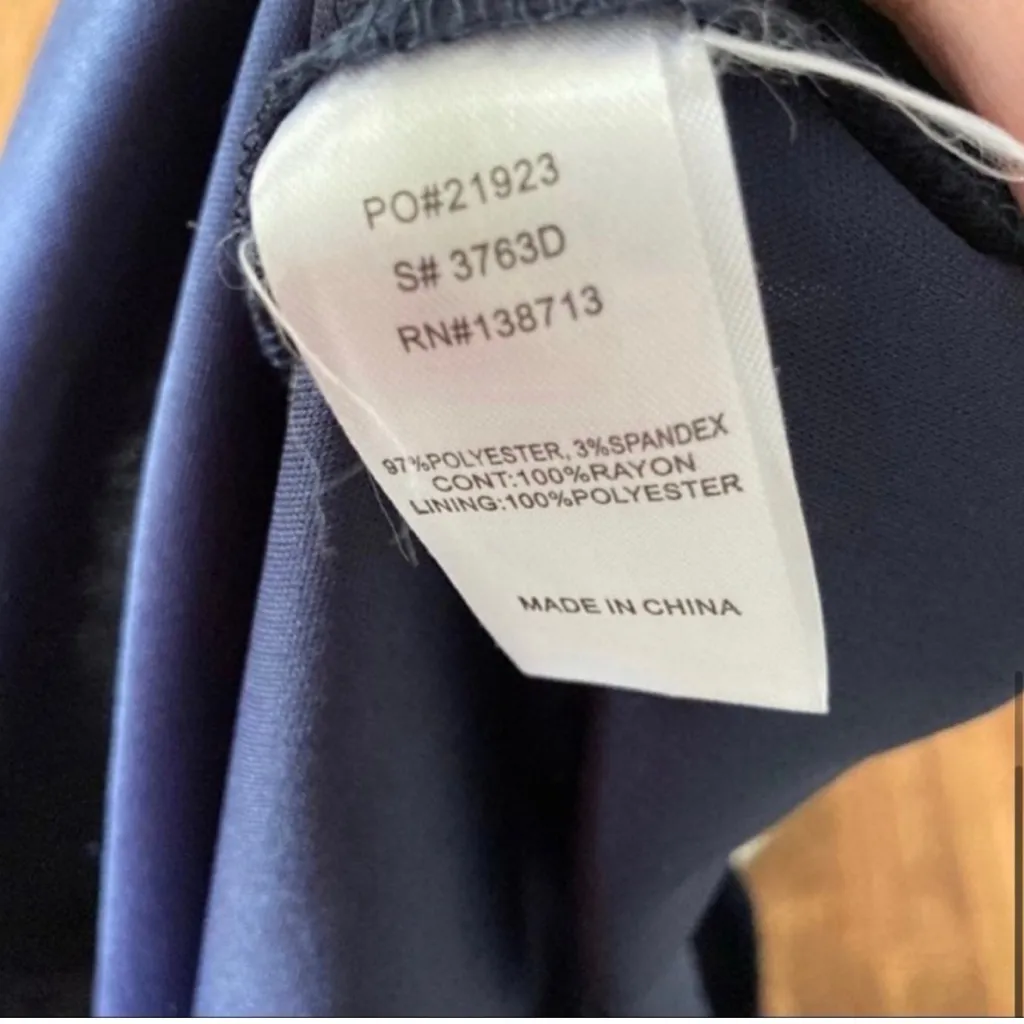 PO#21923
S# 3763D
RN#138713
97%POLYESTER, 3%SPANDEX
CONT:100%RAYON
LINING:100%POLYESTER
MADE IN CHINA